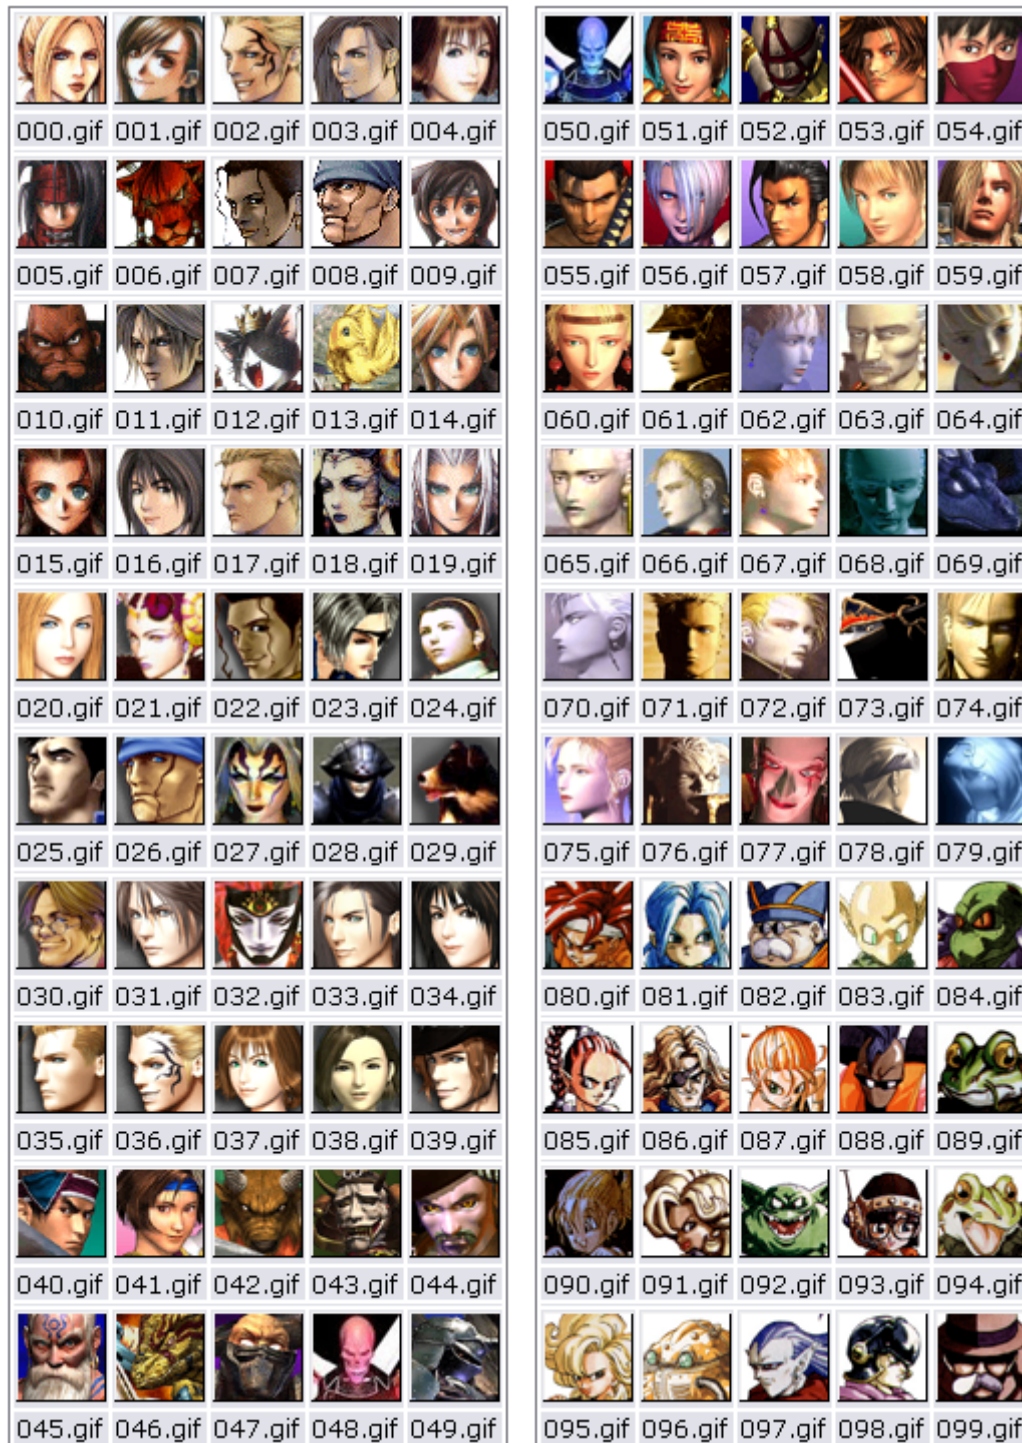 000.gif 001.gif 002.gif 003.gif 004.gif
005.gif 006.gif 007.gif 008.gif 009.gif
010.gif 011.gif 012.gif 013.gif 014.gif
015.gif 016.gif 017.gif 018.gif 019.gif
020.gif 021.gif 022.gif 023.gif 024.gif
025.gif 026.gif 027.gif 028.gif 029.gif
030.gif 031.gif 032.gif 033.gif 034.gif
035.gif 036.gif 037.gif 038.gif 039.gif
040.gif 041.gif 042.gif 043.gif 044.gif
045.gif 046.gif 047.gif 048.gif 049.gif
050.gif 051.gif 052.gif 053.gif 054.gif
055.gif 056.gif 057.gif 058.gif 059.gif
060.gif 061.gif 062.gif 063.gif 064.gif
065.gif 066.gif 067.gif 068.gif 069.gif
070.gif 071.gif 072.gif 073.gif 074.gif
075.gif 076.gif 077.gif 078.gif 079.gif
080.gif 081.gif 082.gif 083.gif 084.gif
085.gif 086.gif 087.gif 088.gif 089.gif
090.gif 091.gif 092.gif 093.gif 094.gif
095.gif 096.gif 097.gif 098.gif 099.gif